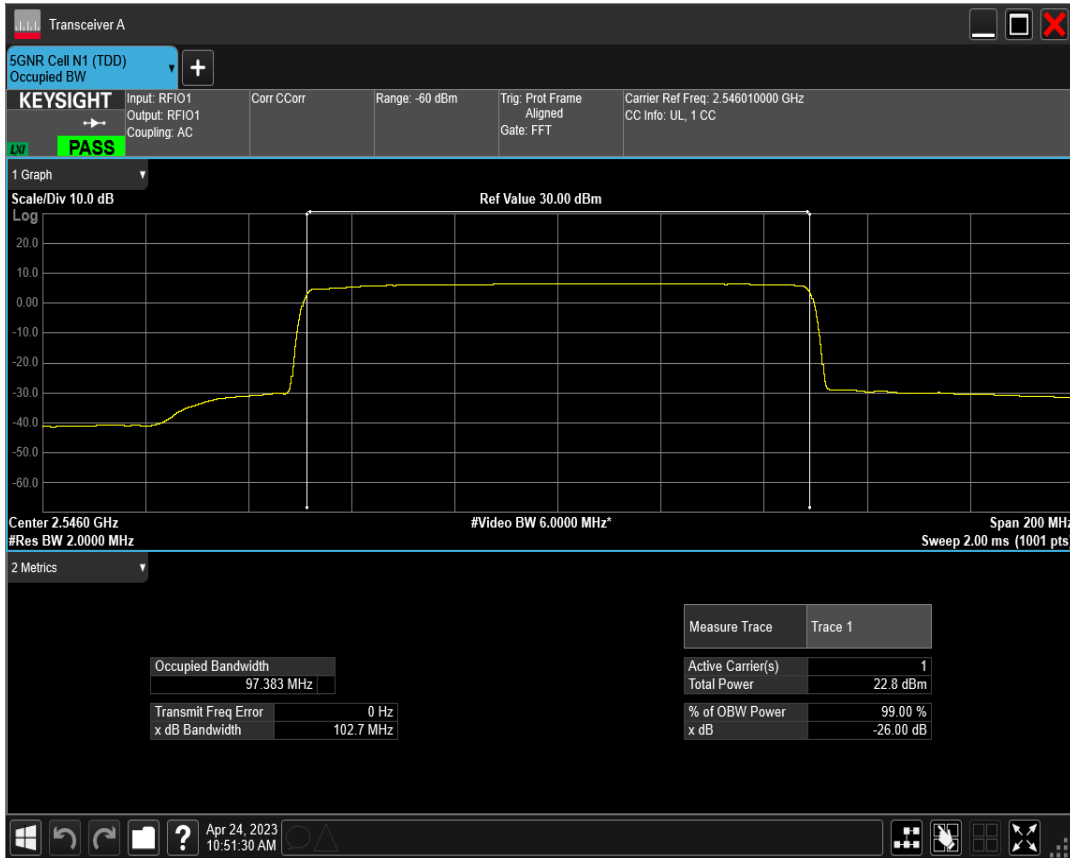 Transceiver A
5GNR Cell N1 (TDD)
Occupied BW
+
KEYSIGHT
LXI
PASS
Input: RFIO1
Output: RFIO1
Coupling: AC
Corr CCorr
Range: -60 dBm
Trig: Prot Frame
Aligned
Gate: FFT
Carrier Ref Freq: 2.546010000 GHz
CC Info: UL, 1 CC
1 Graph
Scale/Div 10.0 dB
Ref Value 30.00 dBm
Log
20.0
10.0
0.00
-10.0
-20.0
-30.0
-40.0
-50.0
-60.0
Center 2.5460 GHz
#Video BW 6.0000 MHz*
Span 200 MHz
#Res BW 2.0000 MHz
Sweep 2.00 ms (1001 pts)
2 Metrics
Measure Trace Trace 1
Occupied Bandwidth
97.383 MHz
Active Carrier(s) 1
Total Power 22.8 dBm
Transmit Freq Error 0 Hz
x dB Bandwidth 102.7 MHz
% of OBW Power 99.00 %
x dB -26.00 dB
?
Apr 24, 2023
10:51:30 AM